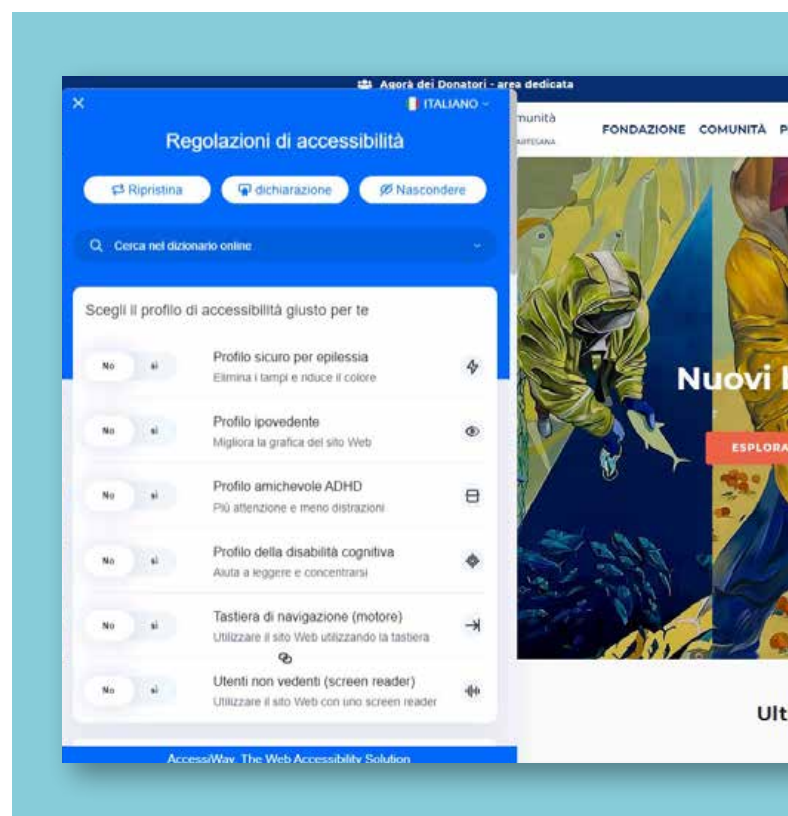 Agorà dei Donatori - area dedicata
ITALIANO
Regolazioni di accessibilità
Ripristina
dichiarazione
Nascondere
Cerca nel dizionario online
Scegli il profilo di accessibilità giusto per te
No sì
Profilo sicuro per epilessia
Elimina i lampi e riduce il colore
No sì
Profilo ipovedente
Migliora la grafica del sito Web
No sì
Profilo amichevole ADHD
Più attenzione e meno distrazioni
No sì
Profilo della disabilità cognitiva
Aiuta a leggere e concentrarsi
No sì
Tastiera di navigazione (motore)
Utilizzare il sito Web utilizzando la tastiera
No sì
Utenti non vedenti (screen reader)
Utilizzare il sito Web con uno screen reader
AccessiWay. The Web Accessibility Solution
munità
ARTESANA
FONDAZIONE COMUNITÀ P
Nuovi
ESPLORA
Ult